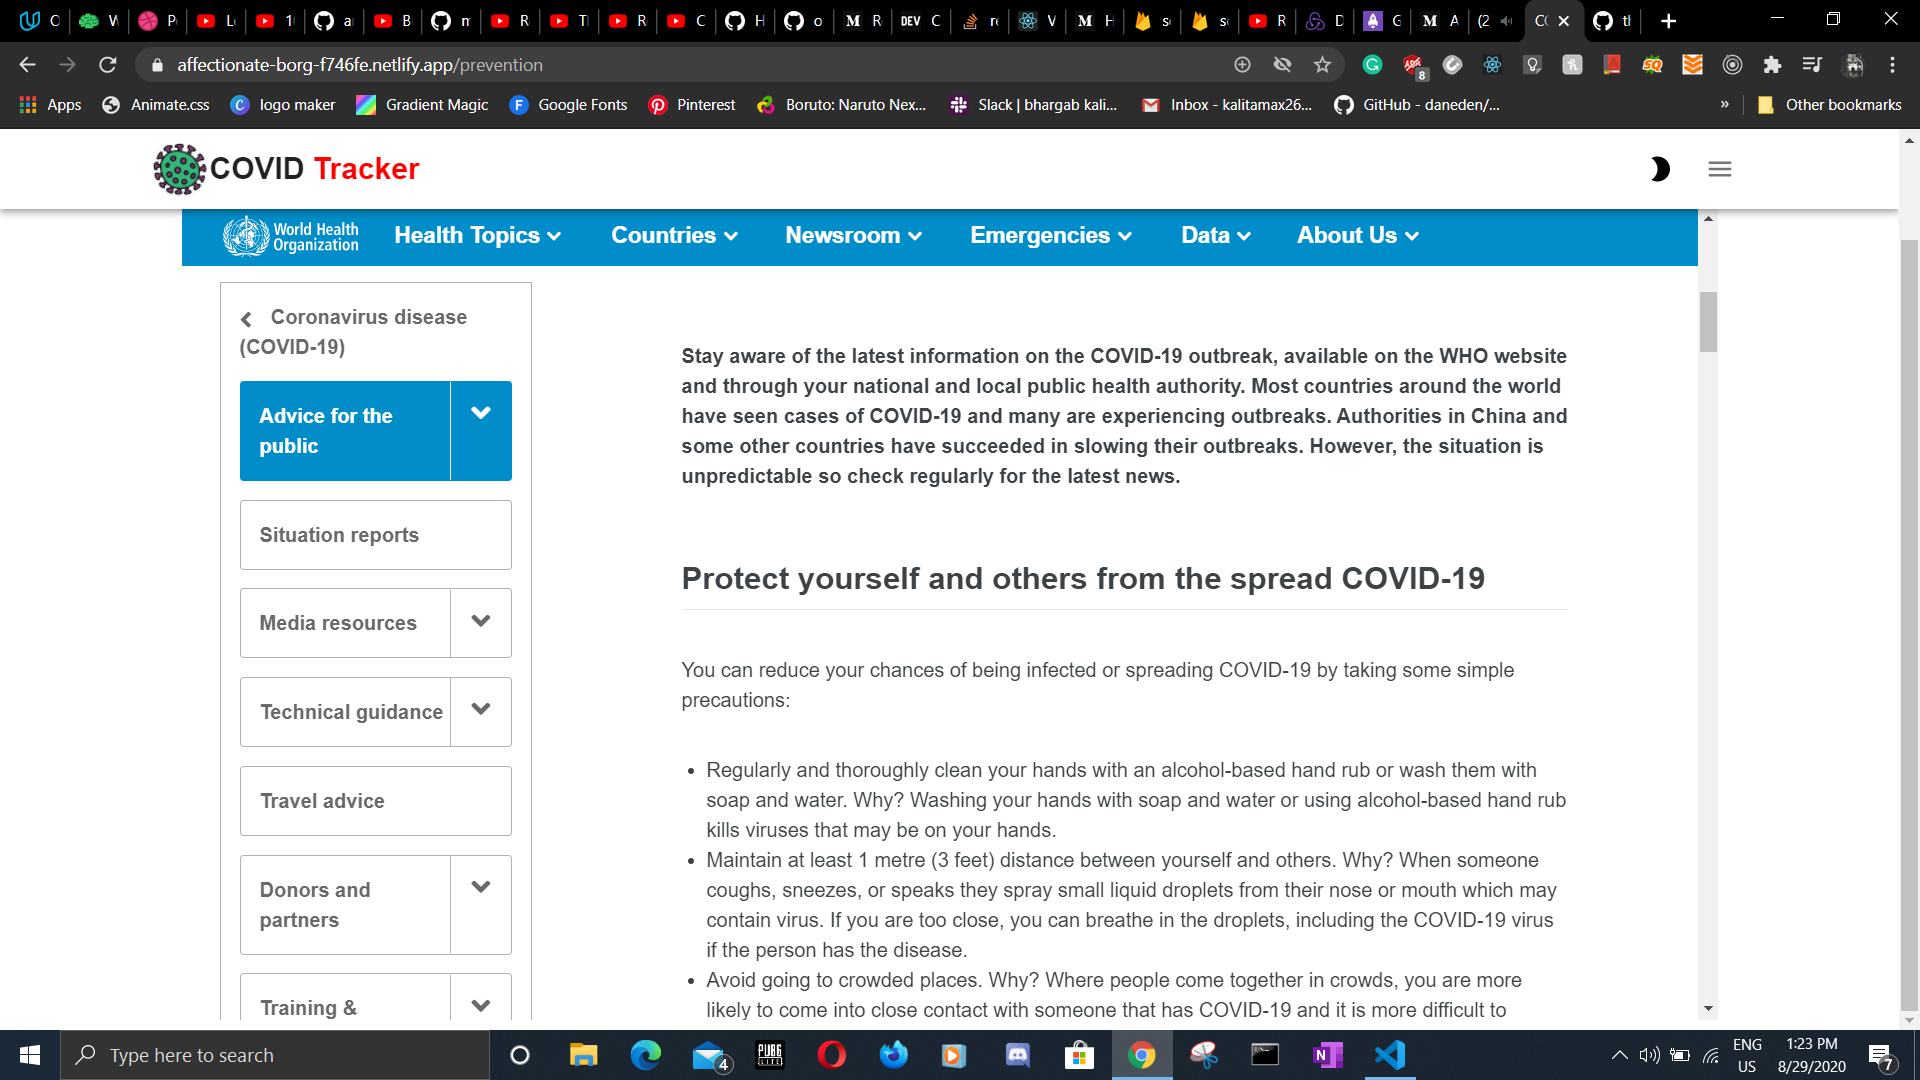 affectionate-borg-f746fe.netlify.app/prevention
8
Apps
Animate.css
logo maker
Gradient Magic
Google Fonts
Pinterest
Boruto: Naruto Nex...
Slack | bhargab kali...
Inbox - kalitamax26...
GitHub - daneden/...
»
Other bookmarks
COVID Tracker
World Health
Organization
Health Topics
Countries
Newsroom
Emergencies
Data
About Us
Coronavirus disease
(COVID-19)
Advice for the
public
Situation reports
Media resources
Technical guidance
Travel advice
Donors and
partners
Training &
Stay aware of the latest information on the COVID-19 outbreak, available on the WHO website
and through your national and local public health authority. Most countries around the world
have seen cases of COVID-19 and many are experiencing outbreaks. Authorities in China and
some other countries have succeeded in slowing their outbreaks. However, the situation is
unpredictable so check regularly for the latest news.
Protect yourself and others from the spread COVID-19
You can reduce your chances of being infected or spreading COVID-19 by taking some simple
precautions:
• Regularly and thoroughly clean your hands with an alcohol-based hand rub or wash them with
soap and water. Why? Washing your hands with soap and water or using alcohol-based hand rub
kills viruses that may be on your hands.
• Maintain at least 1 metre (3 feet) distance between yourself and others. Why? When someone
coughs, sneezes, or speaks they spray small liquid droplets from their nose or mouth which may
contain virus. If you are too close, you can breathe in the droplets, including the COVID-19 virus
if the person has the disease.
• Avoid going to crowded places. Why? Where people come together in crowds, you are more
likely to come into close contact with someone that has COVID-19 and it is more difficult to
Type here to search
4
PUBG
LITE
ENG
US
1:23 PM
8/29/2020
7